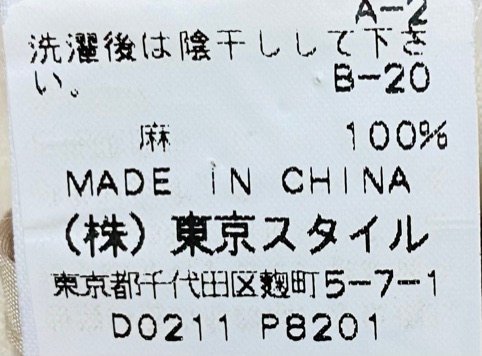 A-2
洗濯後は陰干しして下さ
い。 B-20
麻 100%
MADE IN CHINA
(株)東京スタイル
東京都千代田区麹町5-7-1
D0211 P8201